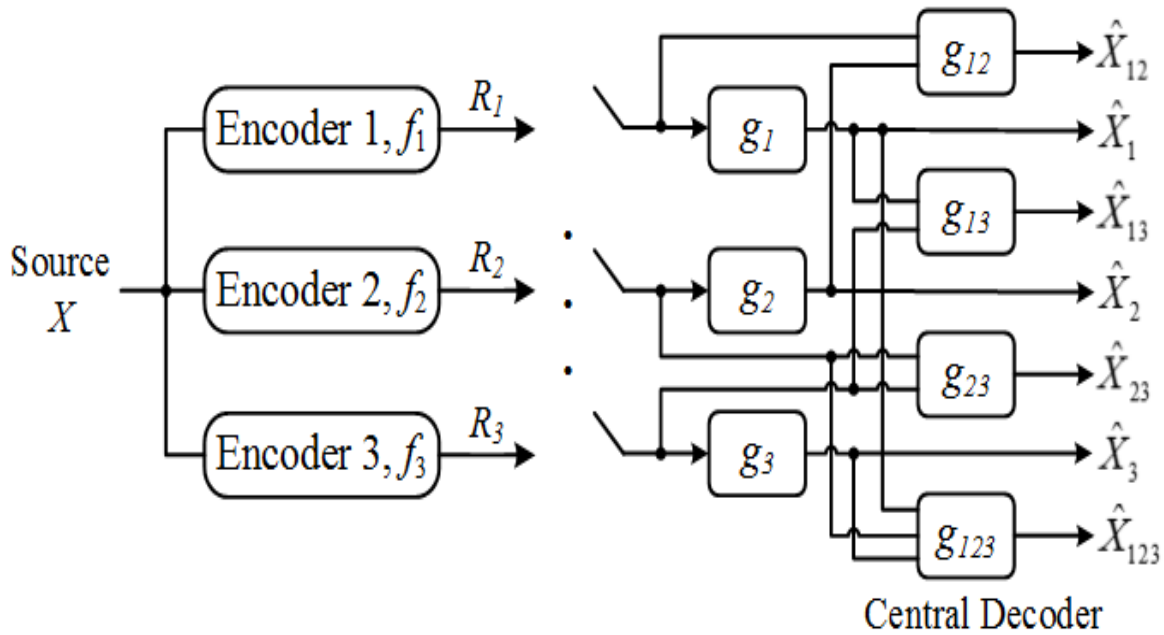 g₁₂
X̂₁₂
R₁
Encoder 1, f₁
g₁
X̂₁
g₁₃
X̂₁₃
Source
X
R₂
Encoder 2, f₂
g₂
X̂₂
g₂₃
X̂₂₃
R₃
Encoder 3, f₃
g₃
X̂₃
g₁₂₃
X̂₁₂₃
Central Decoder